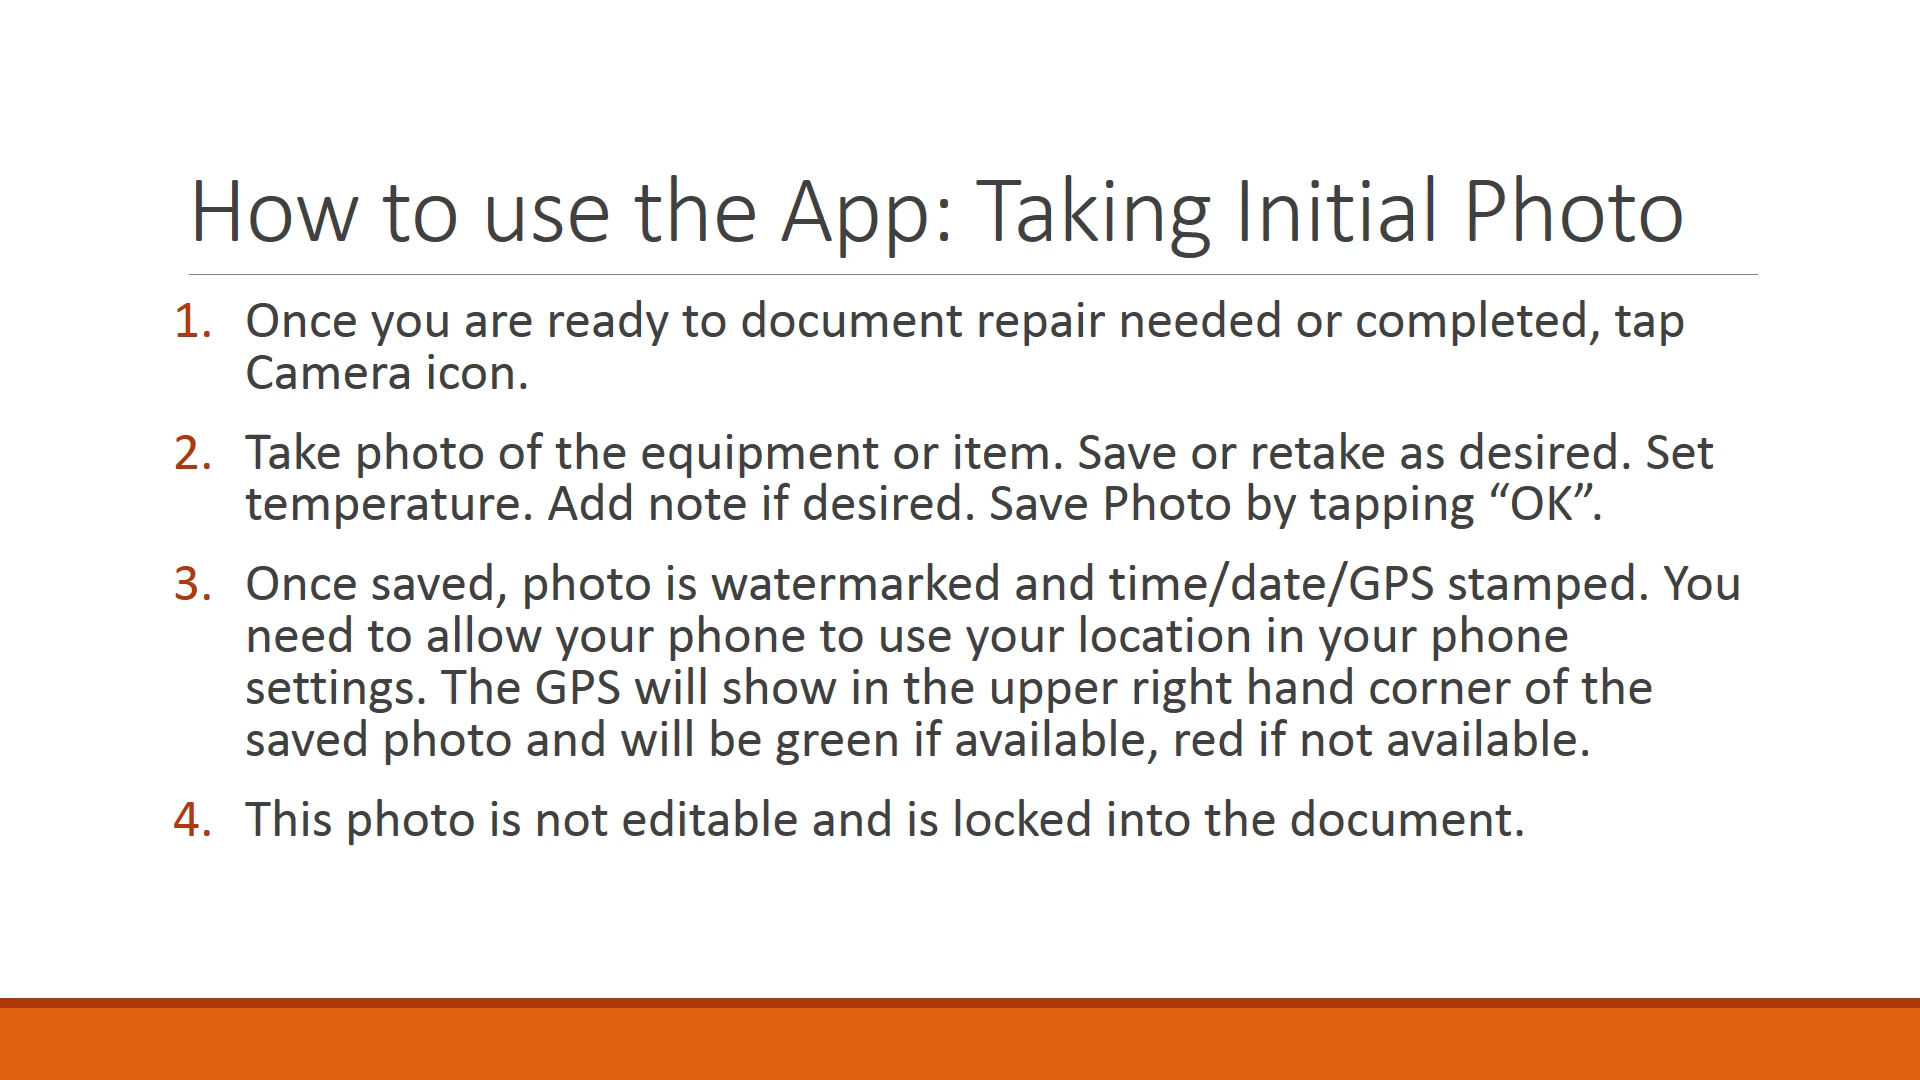 How to use the App: Taking Initial Photo
1. Once you are ready to document repair needed or completed, tap
Camera icon.
2. Take photo of the equipment or item. Save or retake as desired. Set
temperature. Add note if desired. Save Photo by tapping “OK”.
3. Once saved, photo is watermarked and time/date/GPS stamped. You
need to allow your phone to use your location in your phone
settings. The GPS will show in the upper right hand corner of the
saved photo and will be green if available, red if not available.
4. This photo is not editable and is locked into the document.